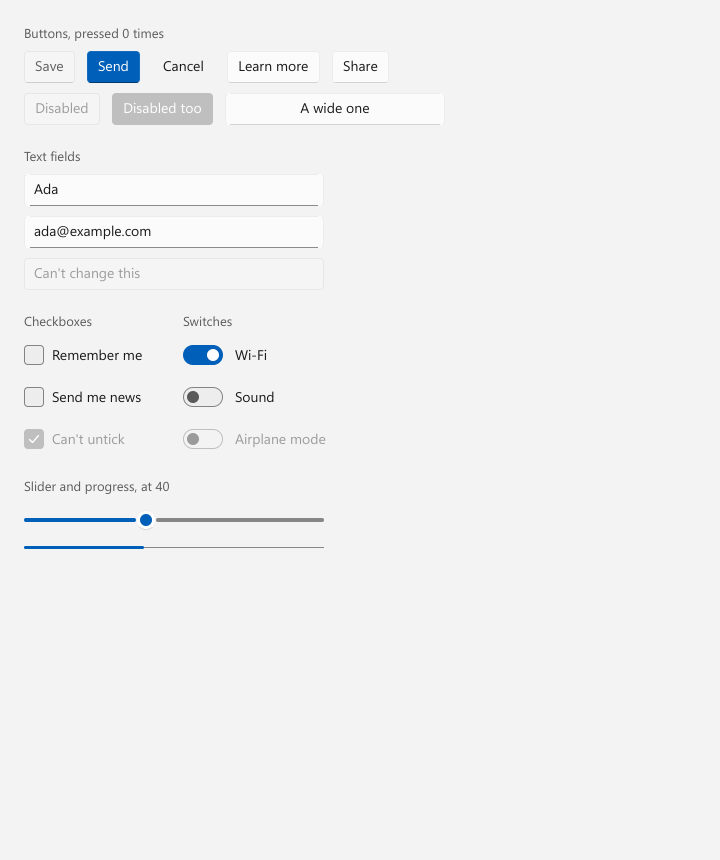 Buttons, pressed 0 times
Save Send Cancel Learn more Share
Disabled Disabled too A wide one
Text fields
Ada
ada@example.com
Can't change this
Checkboxes Switches
Remember me Wi-Fi
Send me news Sound
Can't untick Airplane mode
Slider and progress, at 40